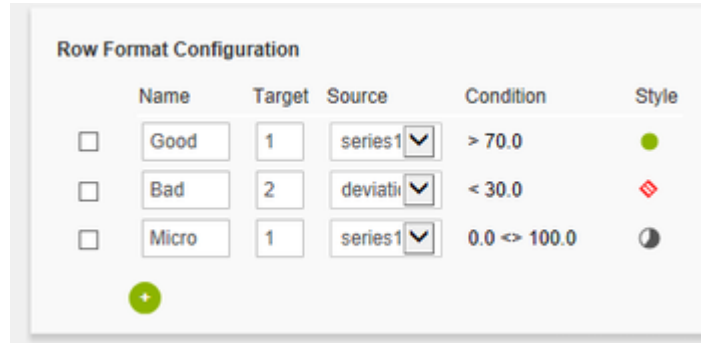 Row Format Configuration
Name Target Source Condition Style
Good 1 series1 > 70.0
Bad 2 deviati < 30.0
Micro 1 series1 0.0 <> 100.0
+